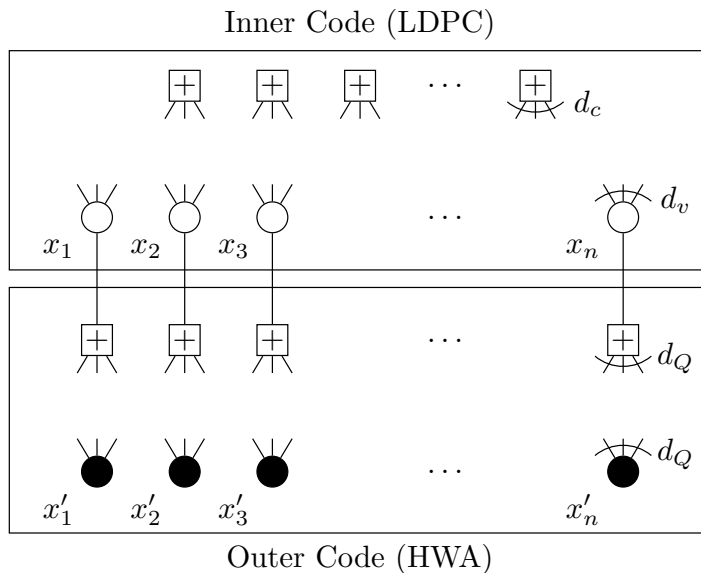 Inner Code (LDPC)
+ + + ⋯ +
d_c
d_v
x_1 x_2 x_3 ⋯ x_n
+ + + ⋯ +
d_Q
d_Q
x'_1 x'_2 x'_3 ⋯ x'_n
Outer Code (HWA)